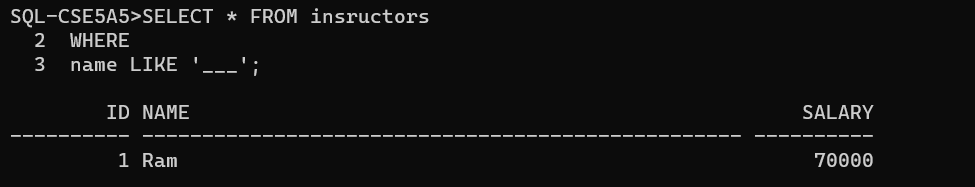 SQL-CSE5A5>SELECT * FROM insructors
  2  WHERE
  3  name LIKE '___';
        ID NAME                                                   SALARY
---------- -------------------------------------------------- ----------
         1 Ram                                                     70000